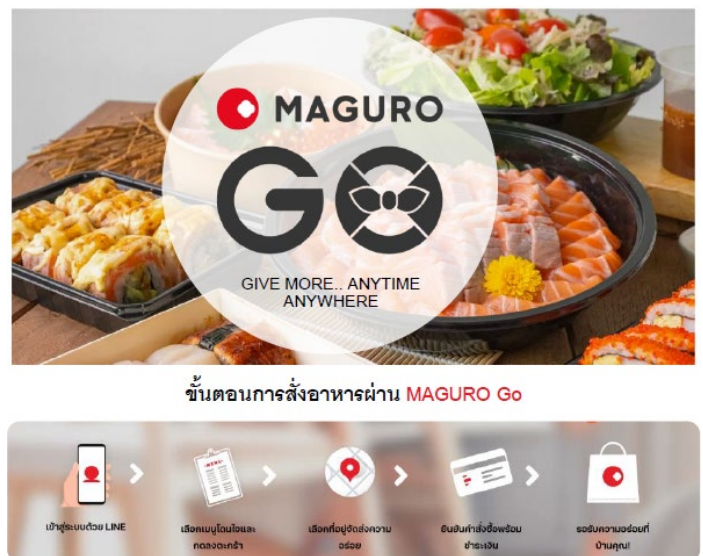 MAGURO
GO
GIVE MORE.. ANYTIME
ANYWHERE
ขั้นตอนการสั่งอาหารผ่าน MAGURO Go
เข้าสู่ระบบด้วย LINE
เลือกเมนูโดนใจและ
กดลงตะกร้า
เลือกที่อยู่จัดส่งความ
อร่อย
ยืนยันคำสั่งซื้อพร้อม
ชำระเงิน
รอรับความอร่อยที่
บ้านคุณ!